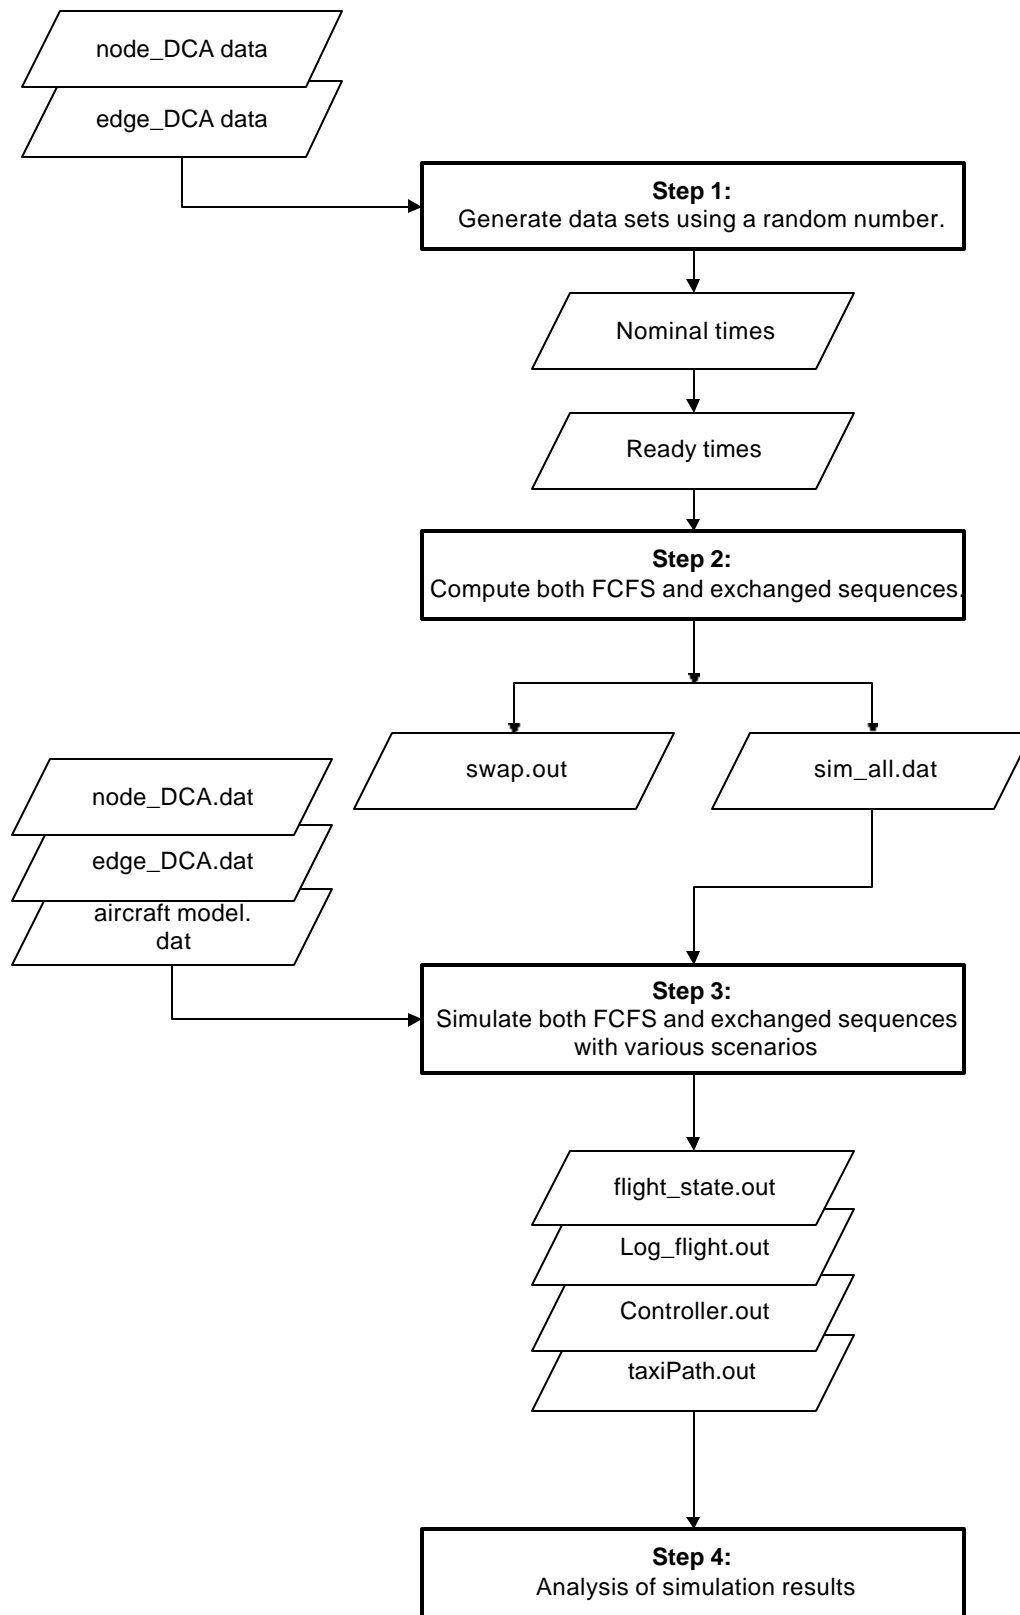 node_DCA data
edge_DCA data
Step 1:
Generate data sets using a random number.
Nominal times
Ready times
Step 2:
Compute both FCFS and exchanged sequences.
swap.out
sim_all.dat
node_DCA.dat
edge_DCA.dat
aircraft model.
dat
Step 3:
Simulate both FCFS and exchanged sequences
with various scenarios
flight_state.out
Log_flight.out
Controller.out
taxiPath.out
Step 4:
Analysis of simulation results